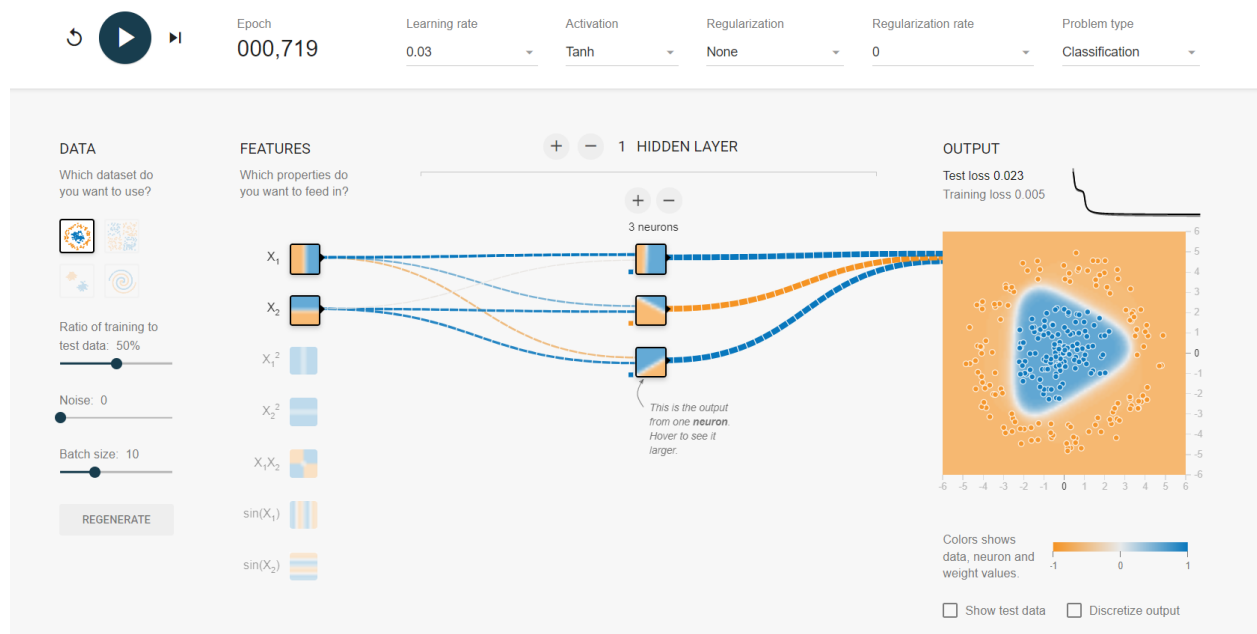 Epoch
000,719
Learning rate
0.03
Activation
Tanh
Regularization
None
Regularization rate
0
Problem type
Classification
DATA
Which dataset do
you want to use?
Ratio of training to
test data: 50%
Noise: 0
Batch size: 10
REGENERATE
FEATURES
Which properties do
you want to feed in?
X₁
X₂
X₁²
X₂²
X₁X₂
sin(X₁)
sin(X₂)
+ − 1 HIDDEN LAYER
+ −
3 neurons
This is the output
from one neuron.
Hover to see it
larger.
OUTPUT
Test loss 0.023
Training loss 0.005
6
5
4
3
2
1
0
-1
-2
-3
-4
-5
-6
-6 -5 -4 -3 -2 -1 0 1 2 3 4 5 6
Colors shows
data, neuron and
weight values.
-1 0 1
Show test data
Discretize output